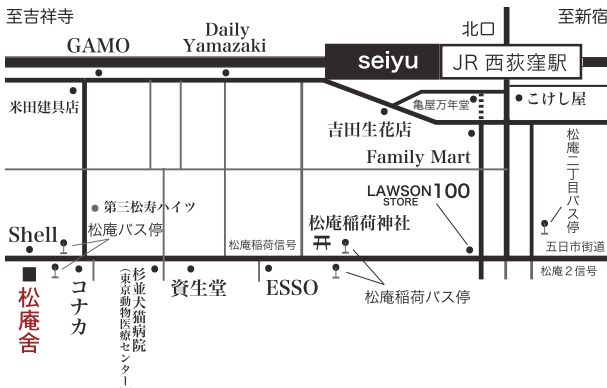 至吉祥寺
至新宿
北口
GAMO
Daily
Yamazaki
seiyu
JR 西荻窪駅
米田建具店
亀屋万年堂
こけし屋
吉田生花店
松庵二丁目バス停
Family Mart
LAWSON100
STORE
第三松寿ハイツ
松庵稲荷神社
Shell
松庵バス停
松庵稲荷信号
五日市街道
松庵2信号
松庵舎
コナカ
杉並犬猫病院
(東京動物医療センター)
資生堂
ESSO
松庵稲荷バス停